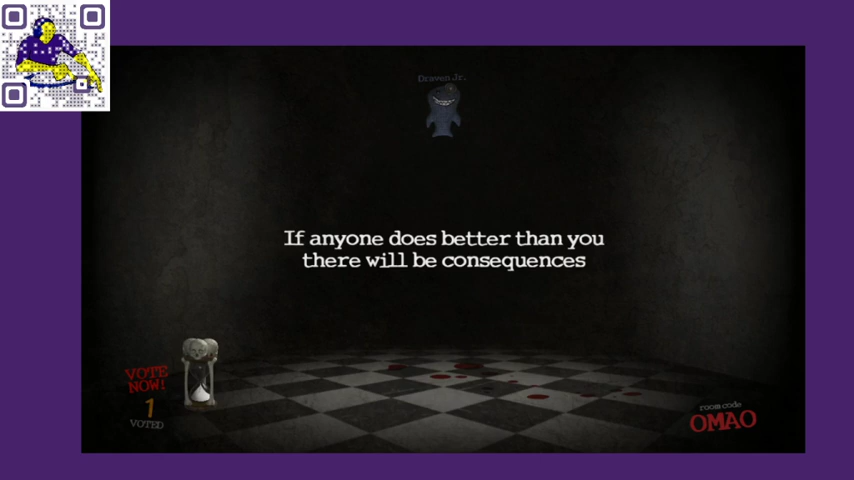 Draven Jr.
If anyone does better than you
there will be consequences
VOTE
NOW!
1
VOTED
room code
OMAO